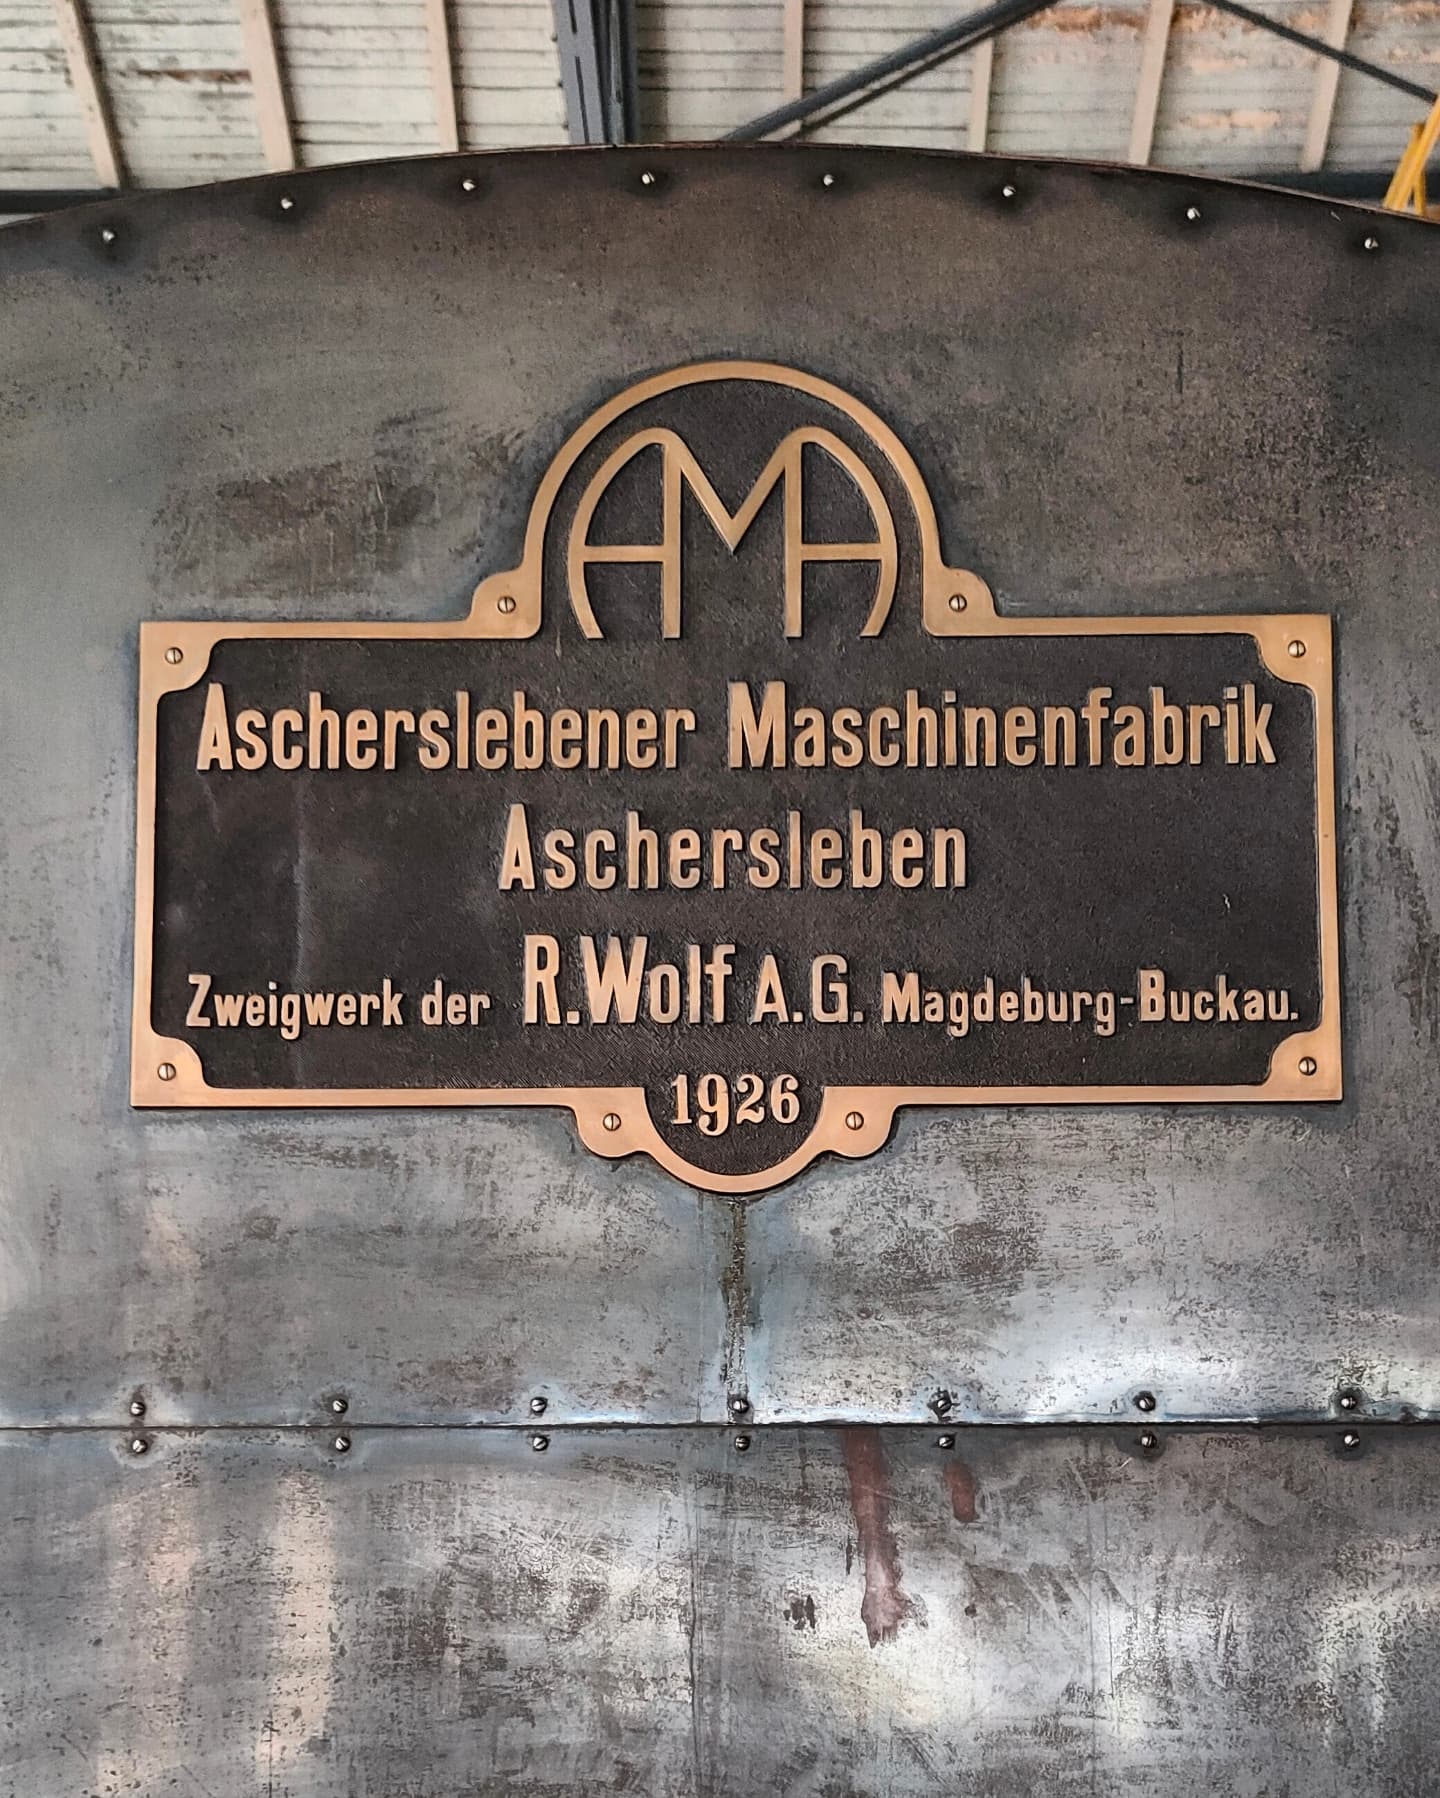 AMA
Ascherslebener Maschinenfabrik
Aschersleben
Zweigwerk der R. Wolf A.G. Magdeburg-Buckau.
1926